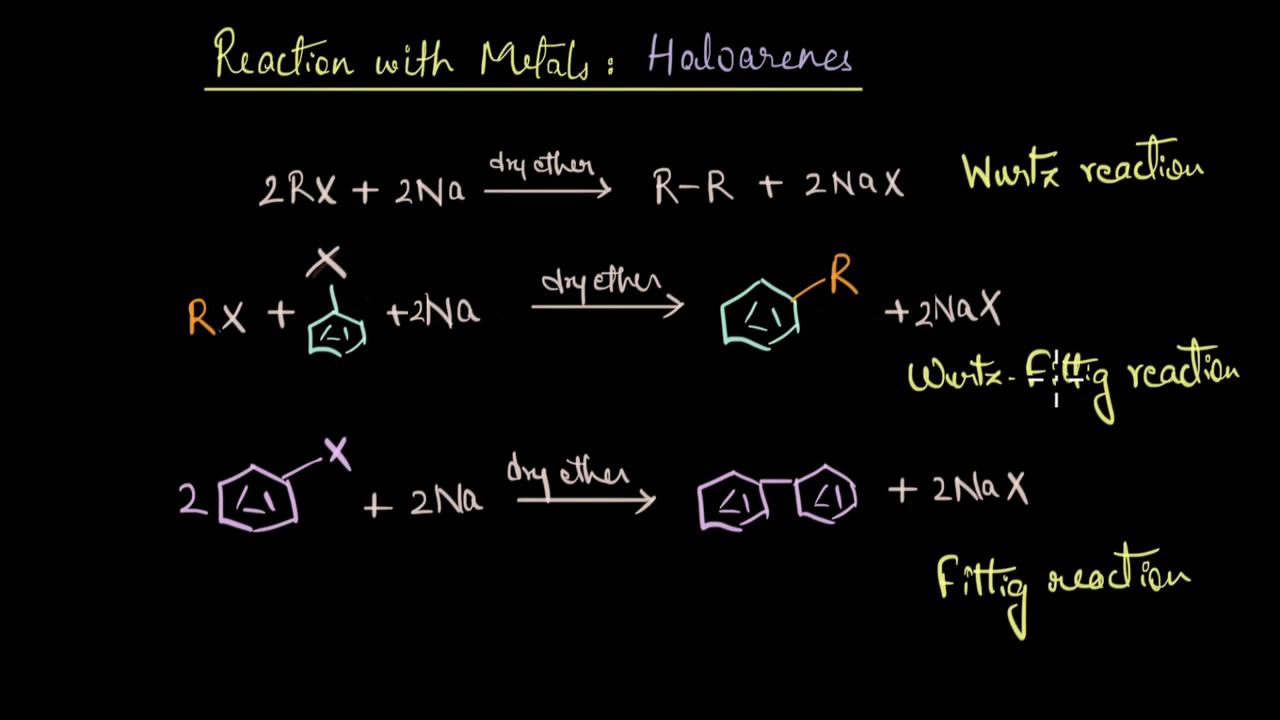 Reaction with Metals : Haloarenes
dry ether
2RX + 2Na → R-R + 2NaX Wurtz reaction
X
dry ether
R
RX + +2Na → +2NaX
Wurtz-Fittig reaction
X
dry ether
2 + 2Na → + 2NaX
Fittig reaction